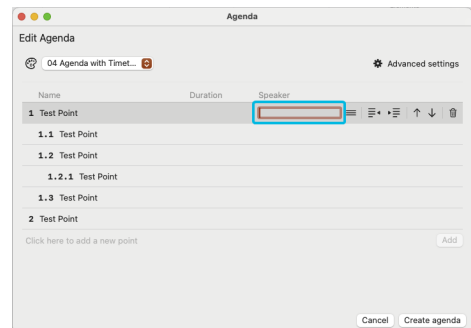 Agenda
Edit Agenda
04 Agenda with Timet...
Advanced settings
Name Duration Speaker
1 Test Point
1.1 Test Point
1.2 Test Point
1.2.1 Test Point
1.3 Test Point
2 Test Point
Click here to add a new point Add
Cancel Create agenda